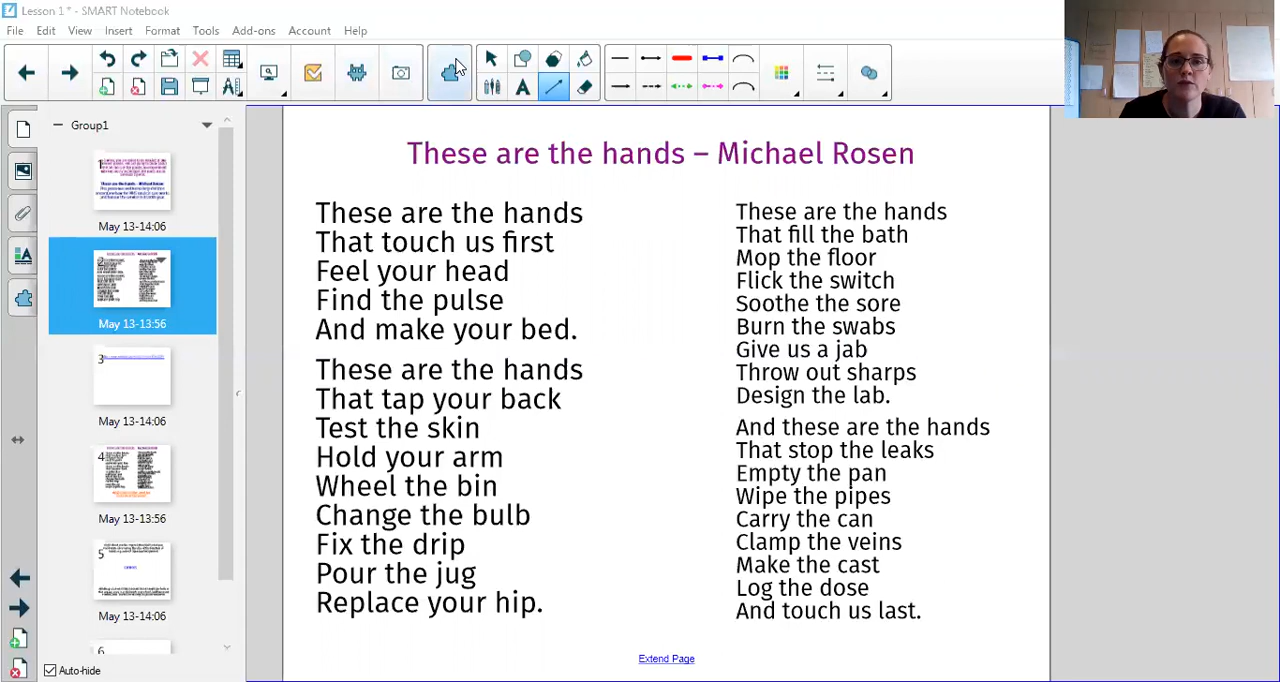 Lesson 1 * - SMART Notebook
File Edit View Insert Format Tools Add-ons Account Help
Group1
1
May 13-14:06
2
May 13-13:56
3
May 13-14:06
4
May 13-13:56
5
May 13-14:06
6
Auto-hide
These are the hands – Michael Rosen
These are the hands
That touch us first
Feel your head
Find the pulse
And make your bed.
These are the hands
That tap your back
Test the skin
Hold your arm
Wheel the bin
Change the bulb
Fix the drip
Pour the jug
Replace your hip.
These are the hands
That fill the bath
Mop the floor
Flick the switch
Soothe the sore
Burn the swabs
Give us a jab
Throw out sharps
Design the lab.
And these are the hands
That stop the leaks
Empty the pan
Wipe the pipes
Carry the can
Clamp the veins
Make the cast
Log the dose
And touch us last.
Extend Page